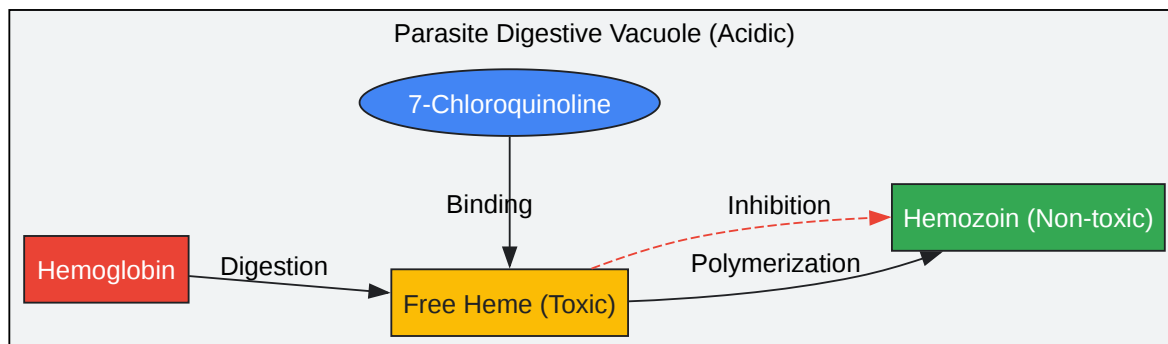 Parasite Digestive Vacuole (Acidic)
7-Chloroquinoline
Binding
Inhibition
Hemozoin (Non-toxic)
Hemoglobin
Digestion
Polymerization
Free Heme (Toxic)